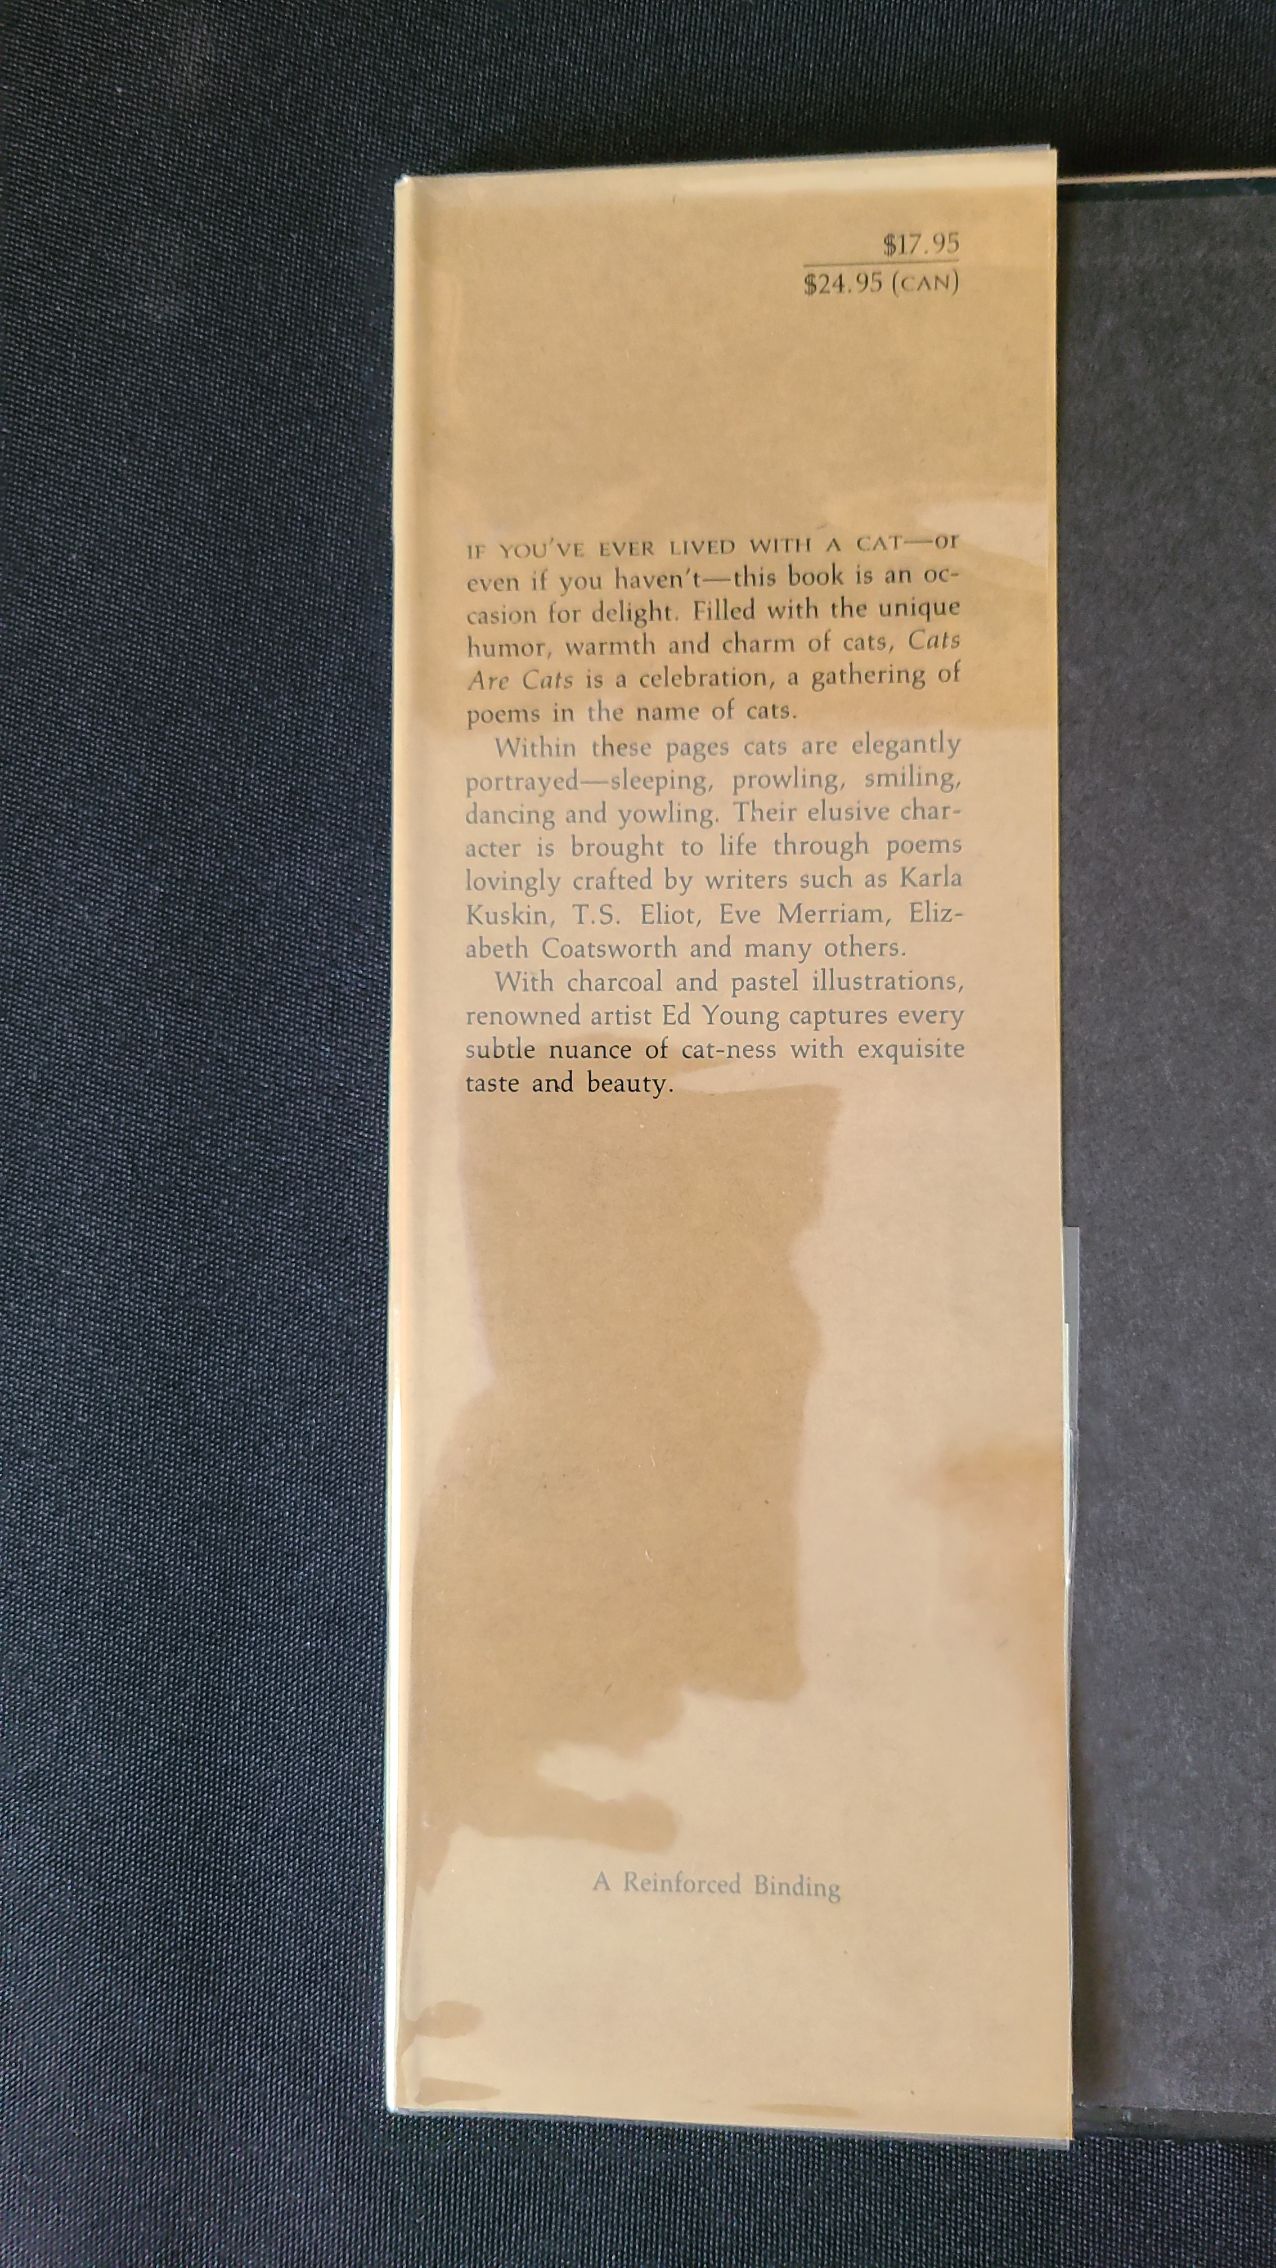 $17.95
$24.95 (CAN)
IF YOU'VE EVER LIVED WITH A CAT—or
even if you haven't—this book is an oc-
casion for delight. Filled with the unique
humor, warmth and charm of cats, Cats
Are Cats is a celebration, a gathering of
poems in the name of cats.
Within these pages cats are elegantly
portrayed—sleeping, prowling, smiling,
dancing and yowling. Their elusive char-
acter is brought to life through poems
lovingly crafted by writers such as Karla
Kuskin, T.S. Eliot, Eve Merriam, Eliz-
abeth Coatsworth and many others.
With charcoal and pastel illustrations,
renowned artist Ed Young captures every
subtle nuance of cat-ness with exquisite
taste and beauty.
A Reinforced Binding